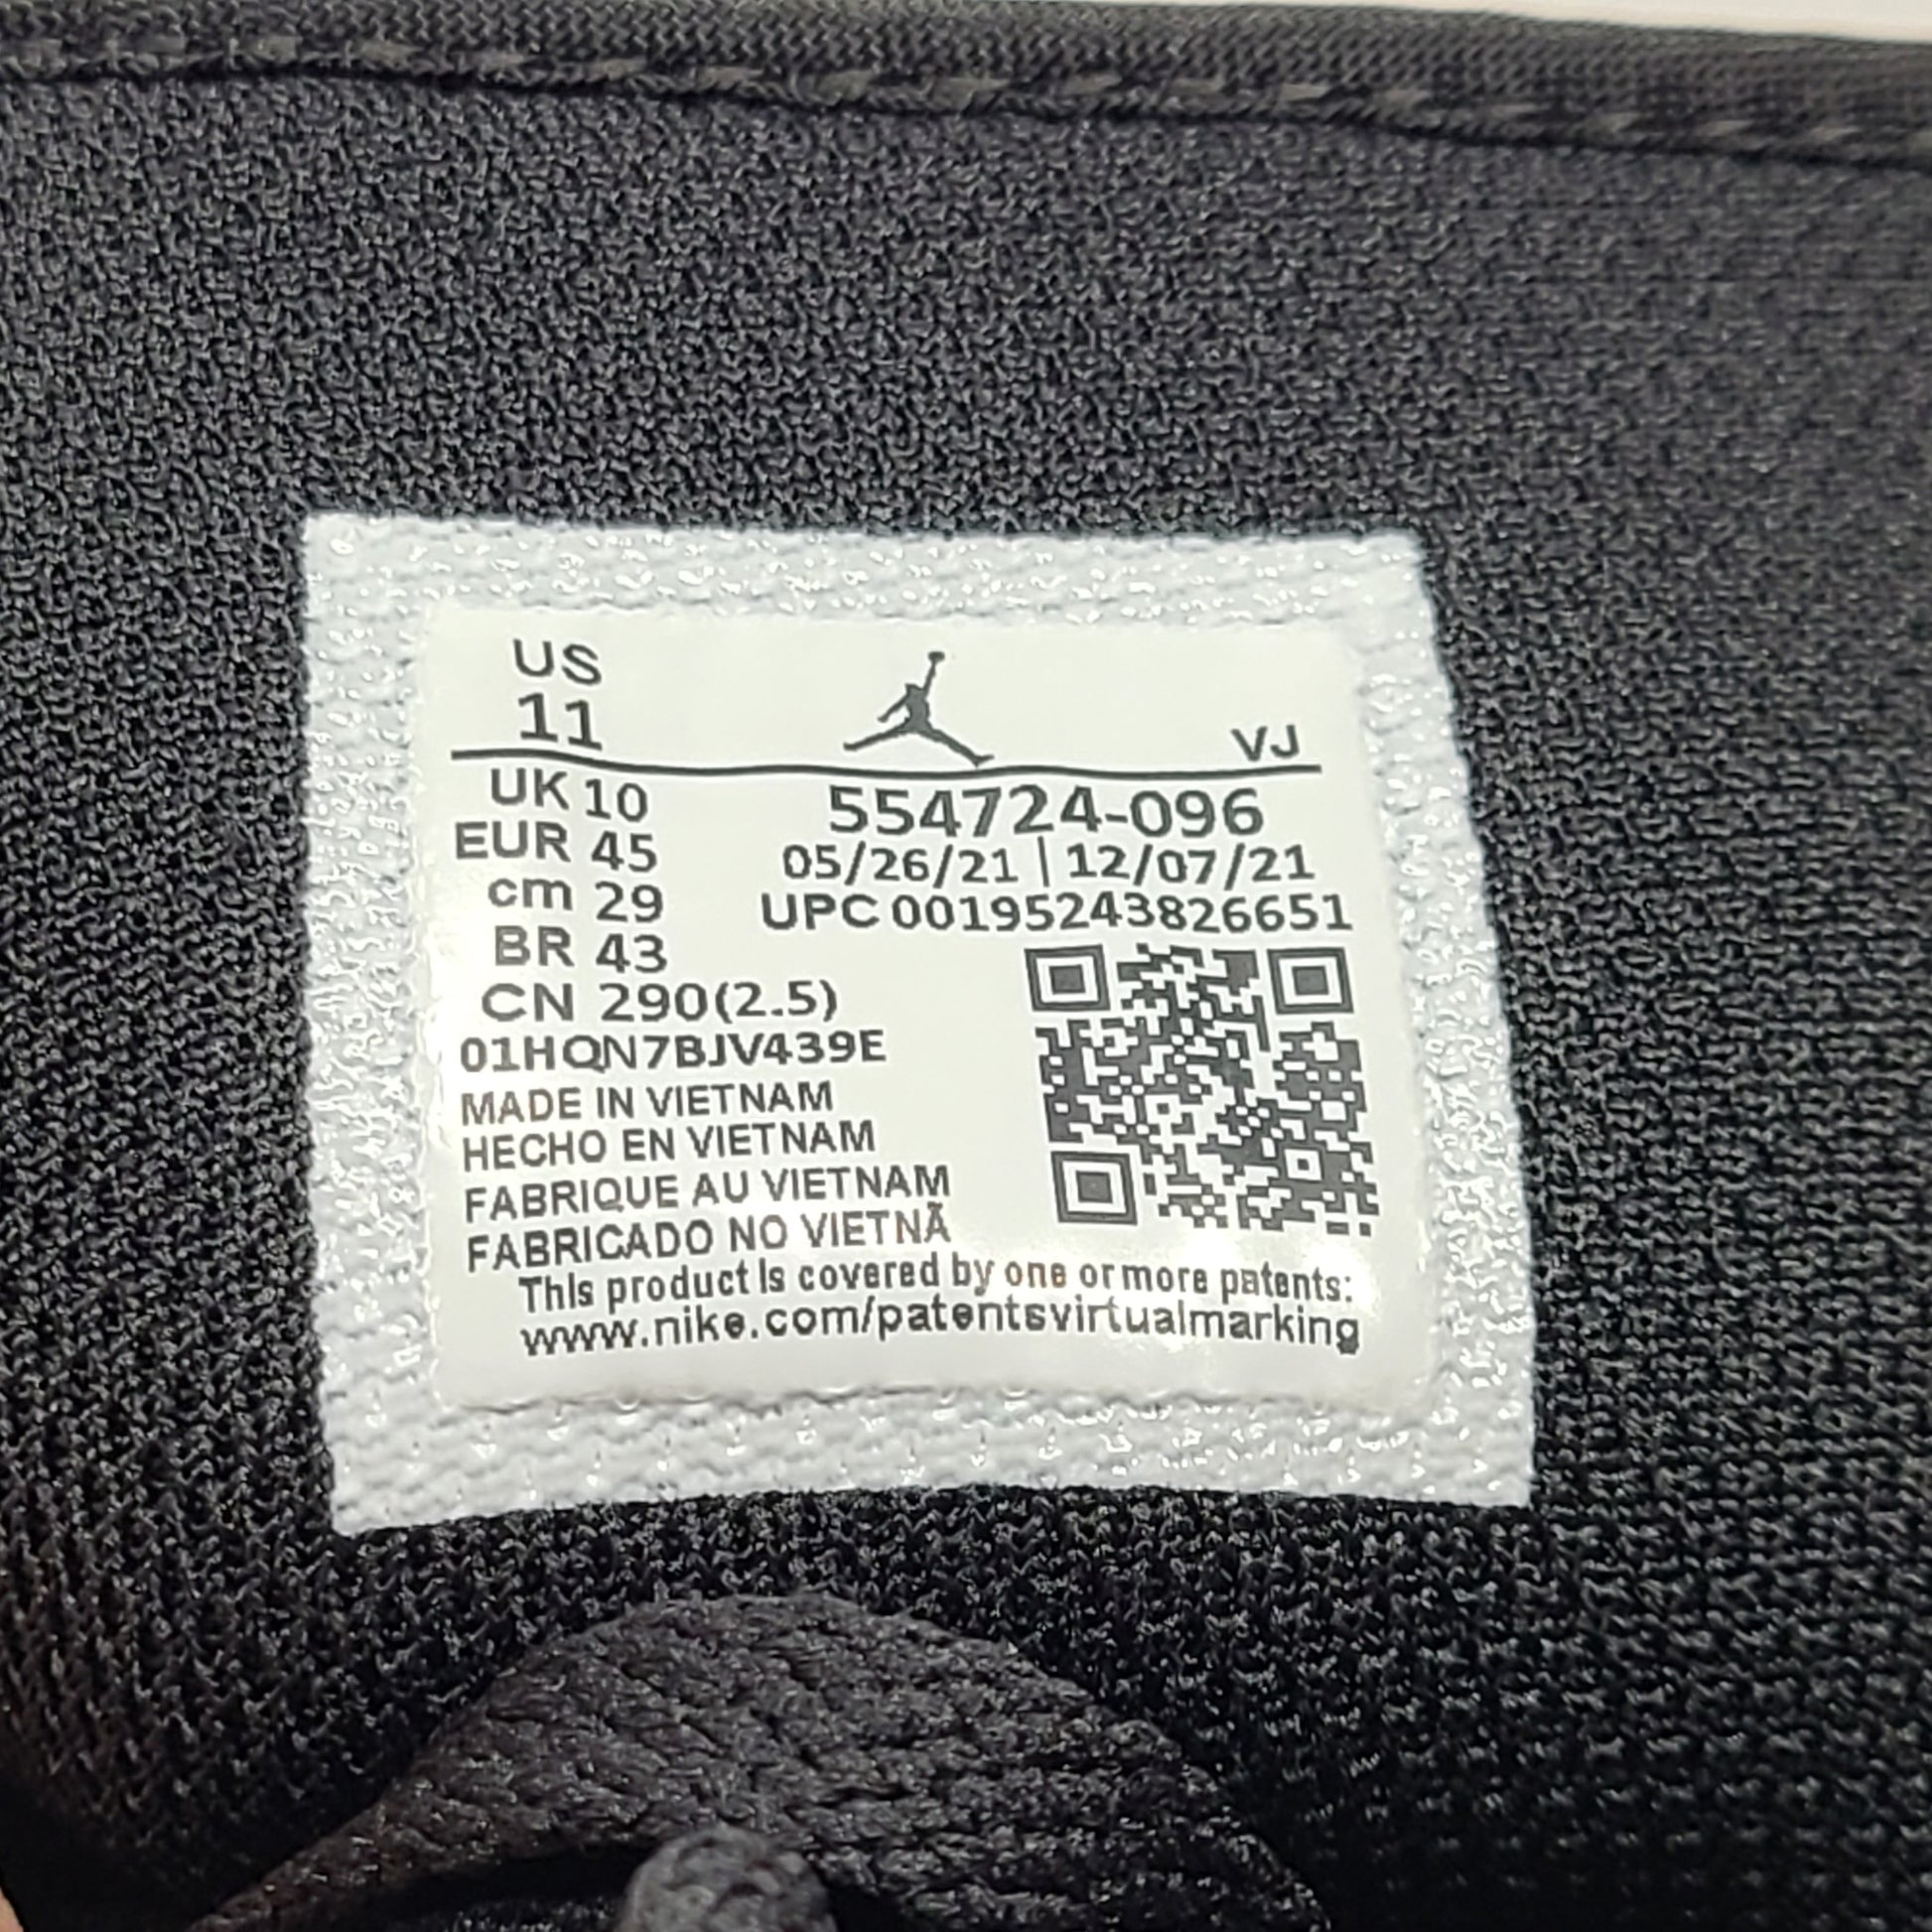 US
11
VJ
UK 10
EUR 45
cm 29
BR 43
CN 290(2.5)
554724-096
05/26/21 | 12/07/21
UPC 00195243826651
01HQN7BJV439E
MADE IN VIETNAM
HECHO EN VIETNAM
FABRIQUE AU VIETNAM
FABRICADO NO VIETNÃ
This product is covered by one or more patents:
www.nike.com/patentsvirtualmarking